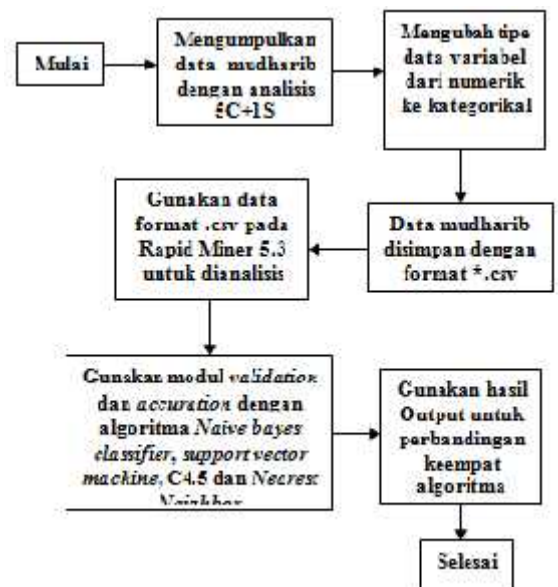 Mulai
Mengumpulkan
data mudharib
dengan analisis
5C+1S
Mengubah tipe
data variabel
dari numerik
ke kategorikal
Data mudharib
disimpan dengan
format *.csv
Gunakan data
format .csv pada
Rapid Miner 5.3
untuk dianalisis
Gunakan modul validation
dan accuration dengan
algoritma Naive bayes
classifier, support vector
machine, C4.5 dan Nearest
Neighbor
Gunakan hasil
Output untuk
perbandingan
keempat
algoritma
Selesai